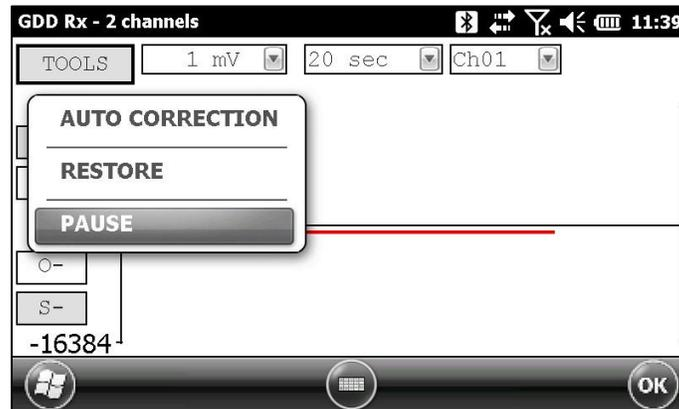 GDD Rx - 2 channels 11:39
TOOLS 1 mV 20 sec Ch01
AUTO CORRECTION
RESTORE
PAUSE
O-
S-
-16384
OK